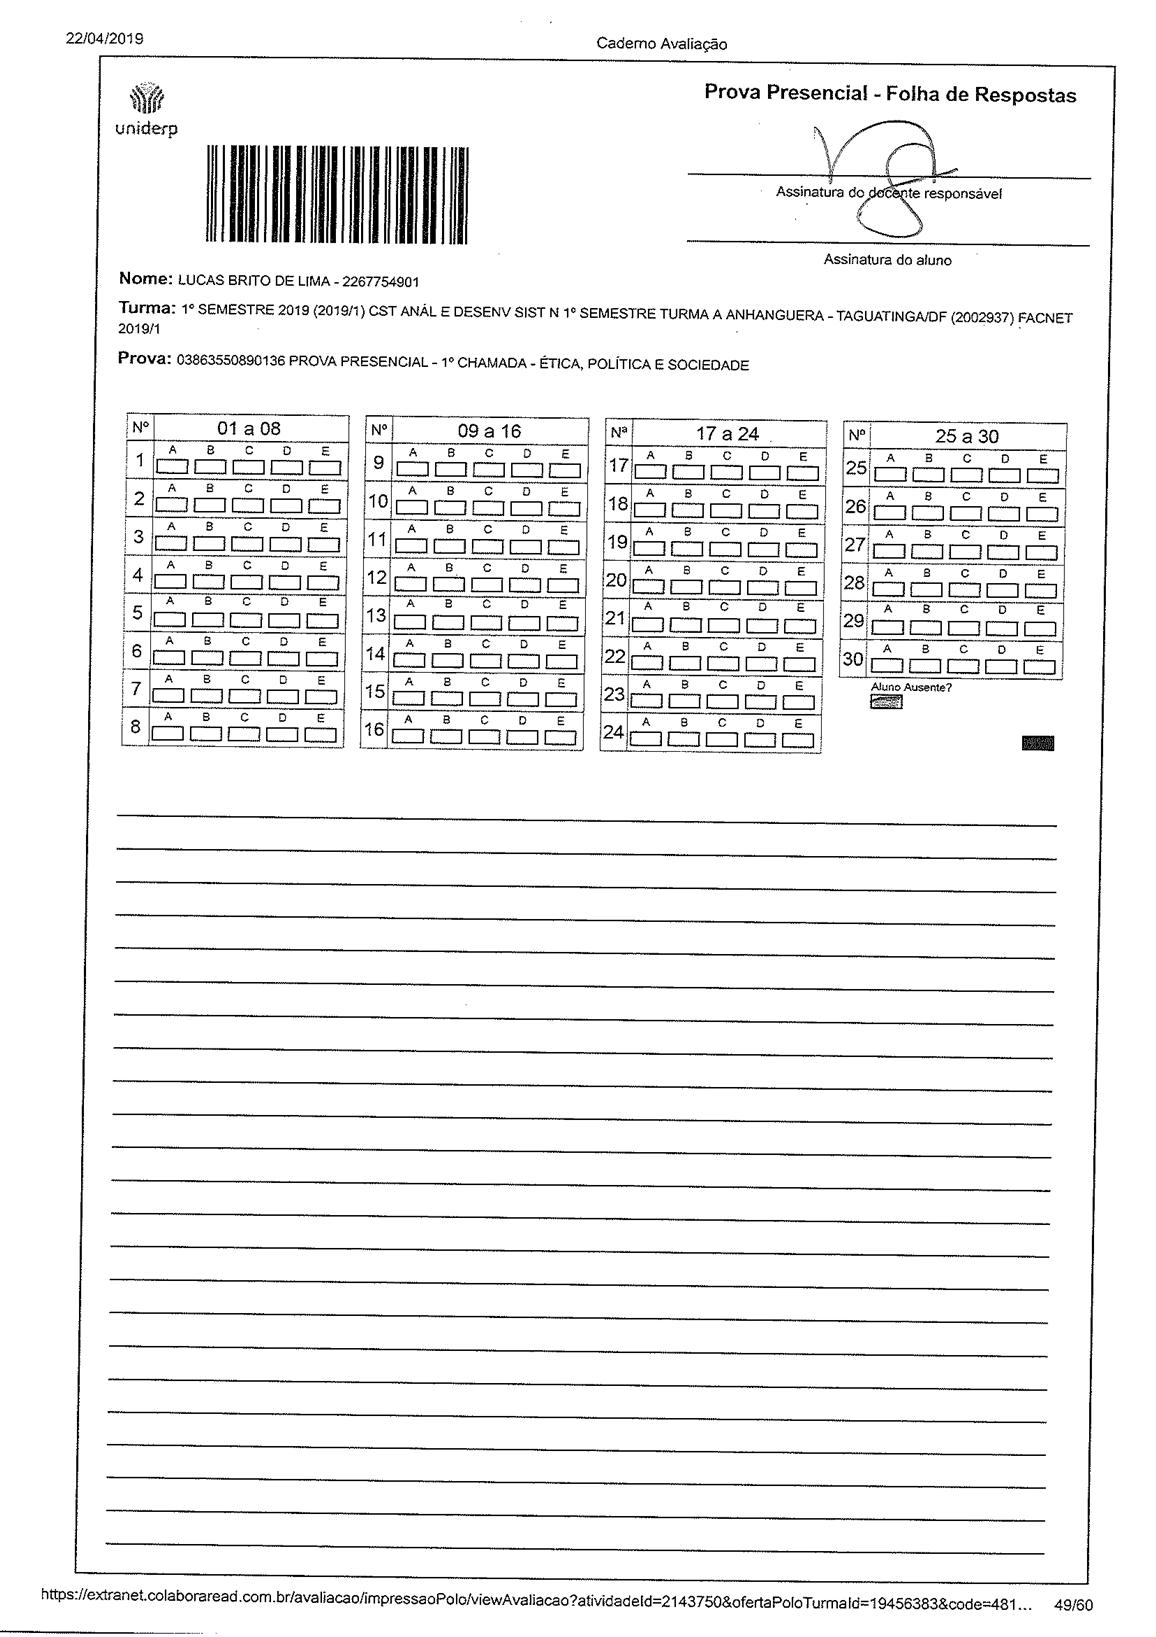 22/04/2019
Caderno Avaliação
Prova Presencial - Folha de Respostas
uniderp
Assinatura do docente responsável
Assinatura do aluno
Nome: LUCAS BRITO DE LIMA - 2267754901
Turma: 1º SEMESTRE 2019 (2019/1) CST ANÁL E DESENV SIST N 1º SEMESTRE TURMA A ANHANGUERA - TAGUATINGA/DF (2002937) FACNET
2019/1
Prova: 03863550890136 PROVA PRESENCIAL - 1º CHAMADA - ÉTICA, POLÍTICA E SOCIEDADE
Nº 01 a 08
1 A B C D E
2 A B C D E
3 A B C D E
4 A B C D E
5 A B C D E
6 A B C D E
7 A B C D E
8 A B C D E
Nº 09 a 16
9 A B C D E
10 A B C D E
11 A B C D E
12 A B C D E
13 A B C D E
14 A B C D E
15 A B C D E
16 A B C D E
Nª 17 a 24
17 A B C D E
18 A B C D E
19 A B C D E
20 A B C D E
21 A B C D E
22 A B C D E
23 A B C D E
24 A B C D E
Nº 25 a 30
25 A B C D E
26 A B C D E
27 A B C D E
28 A B C D E
29 A B C D E
30 A B C D E
Aluno Ausente?
https://extranet.colaboraread.com.br/avaliacao/impressaoPolo/viewAvaliacao?atividadeId=2143750&ofertaPoloTurmaId=19456383&code=481... 49/60